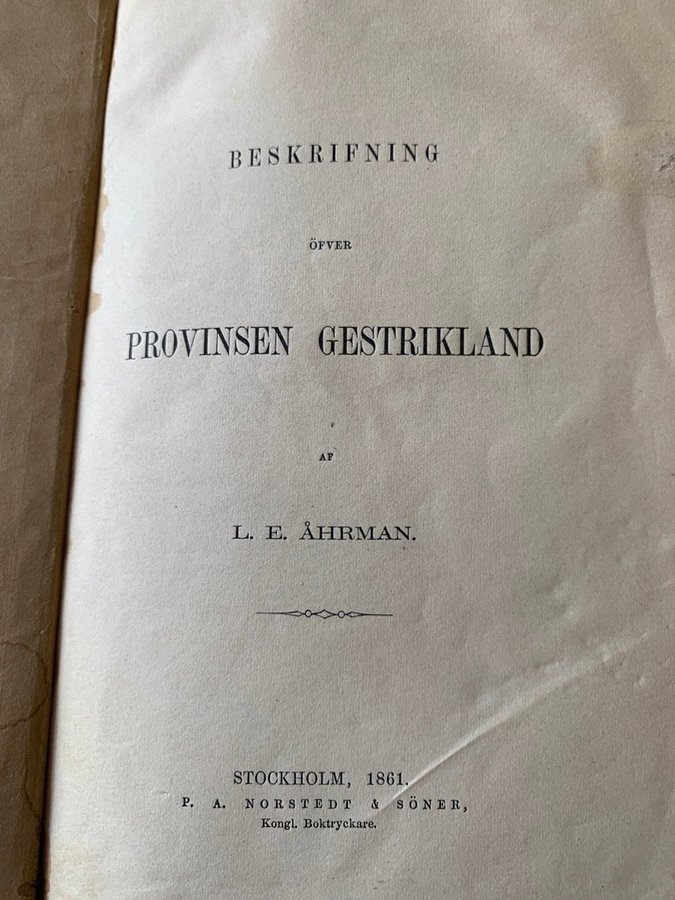 BESKRIFNING
ÖFVER
PROVINSEN GESTRIKLAND
AF
L. E. ÅHRMAN.
STOCKHOLM, 1861.
P. A. NORSTEDT & SÖNER,
Kongl. Boktryckare.